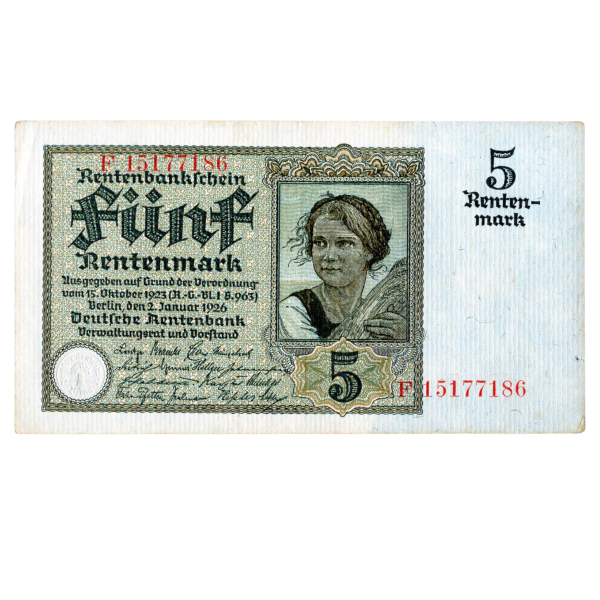 F 15177186
Rentenbankschein
Fünf
Rentenmark
Ausgegeben auf Grund der Verordnung
vom 15. Oktober 1923 (R.-G.-Bl. I S. 963)
Berlin, den 2. Januar 1926
Deutsche Rentenbank
Verwaltungsrat und Vorstand
5
F 15177186
5
Renten-
mark